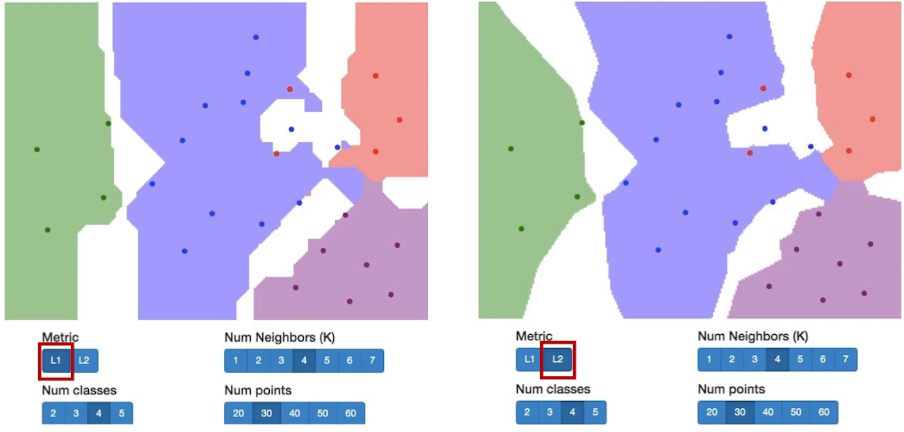 Metric
L1 L2
Num Neighbors (K)
1 2 3 4 5 6 7
Num classes
2 3 4 5
Num points
20 30 40 50 60
Metric
L1 L2
Num Neighbors (K)
1 2 3 4 5 6 7
Num classes
2 3 4 5
Num points
20 30 40 50 60